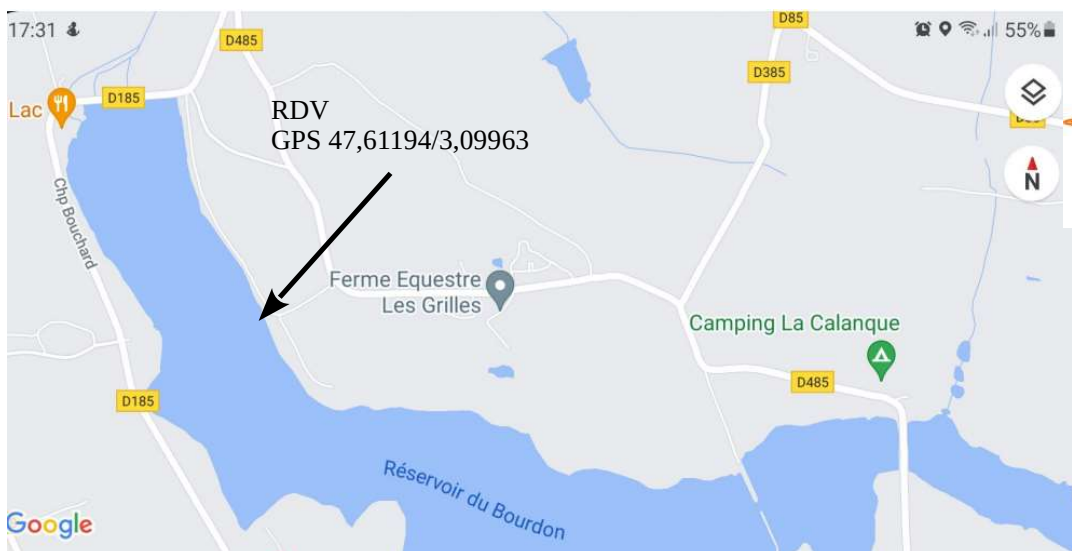 17:31
55%
D85
D485
D385
D185
Lac
RDV
GPS 47,61194/3,09963
Chp Bouchard
N
Ferme Equestre
Les Grilles
Camping La Calanque
D485
D185
Réservoir du Bourdon
Google